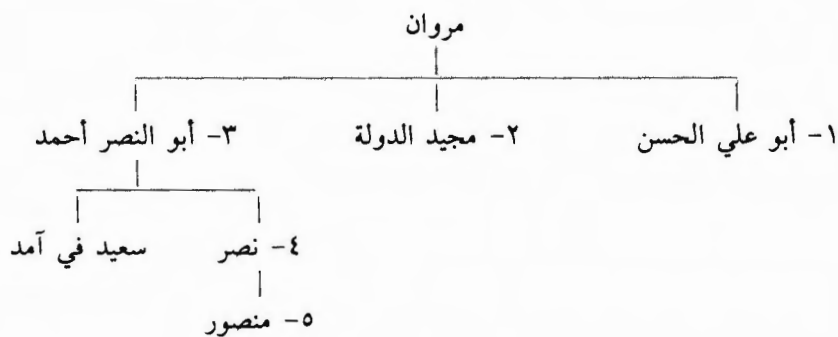 مروان
١- أبو علي الحسن ٢- مجيد الدولة ٣- أبو النصر أحمد
٤- نصر سعيد في آمد
٥- منصور